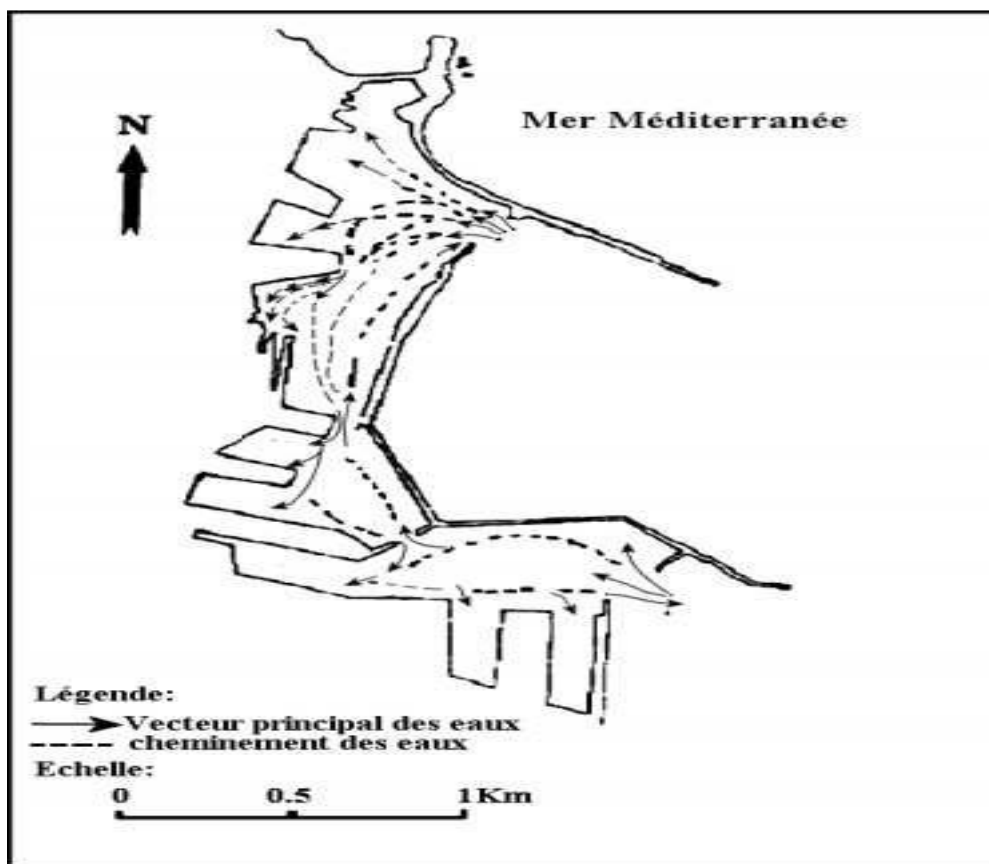 Mer Méditerranée
N
Légende:
Vecteur principal des eaux
cheminement des eaux
Echelle:
0 0.5 1Km